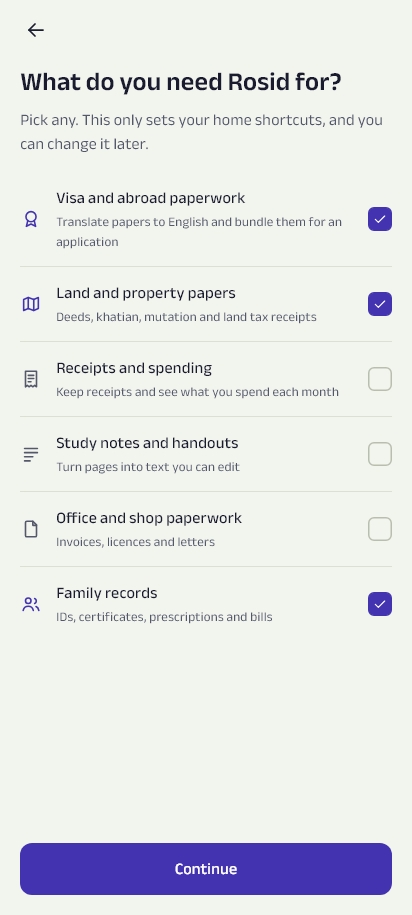 What do you need Rosid for?
Pick any. This only sets your home shortcuts, and you
can change it later.
Visa and abroad paperwork
Translate papers to English and bundle them for an
application
Land and property papers
Deeds, khatian, mutation and land tax receipts
Receipts and spending
Keep receipts and see what you spend each month
Study notes and handouts
Turn pages into text you can edit
Office and shop paperwork
Invoices, licences and letters
Family records
IDs, certificates, prescriptions and bills
Continue